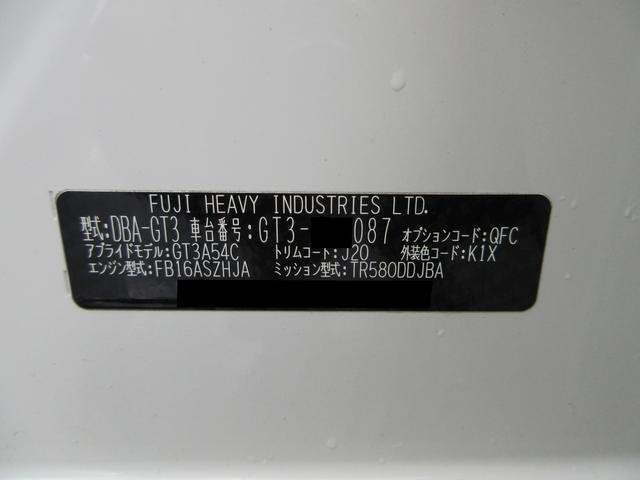 FUJI HEAVY INDUSTRIES LTD.
型式:DBA-GT3 車台番号:GT3- 087 オプションコード:QFC
アプライドモデル:GT3A54C トリムコード:J20 外装色コード:K1X
エンジン型式:FB16ASZHJA ミッション型式:TR580DDJBA